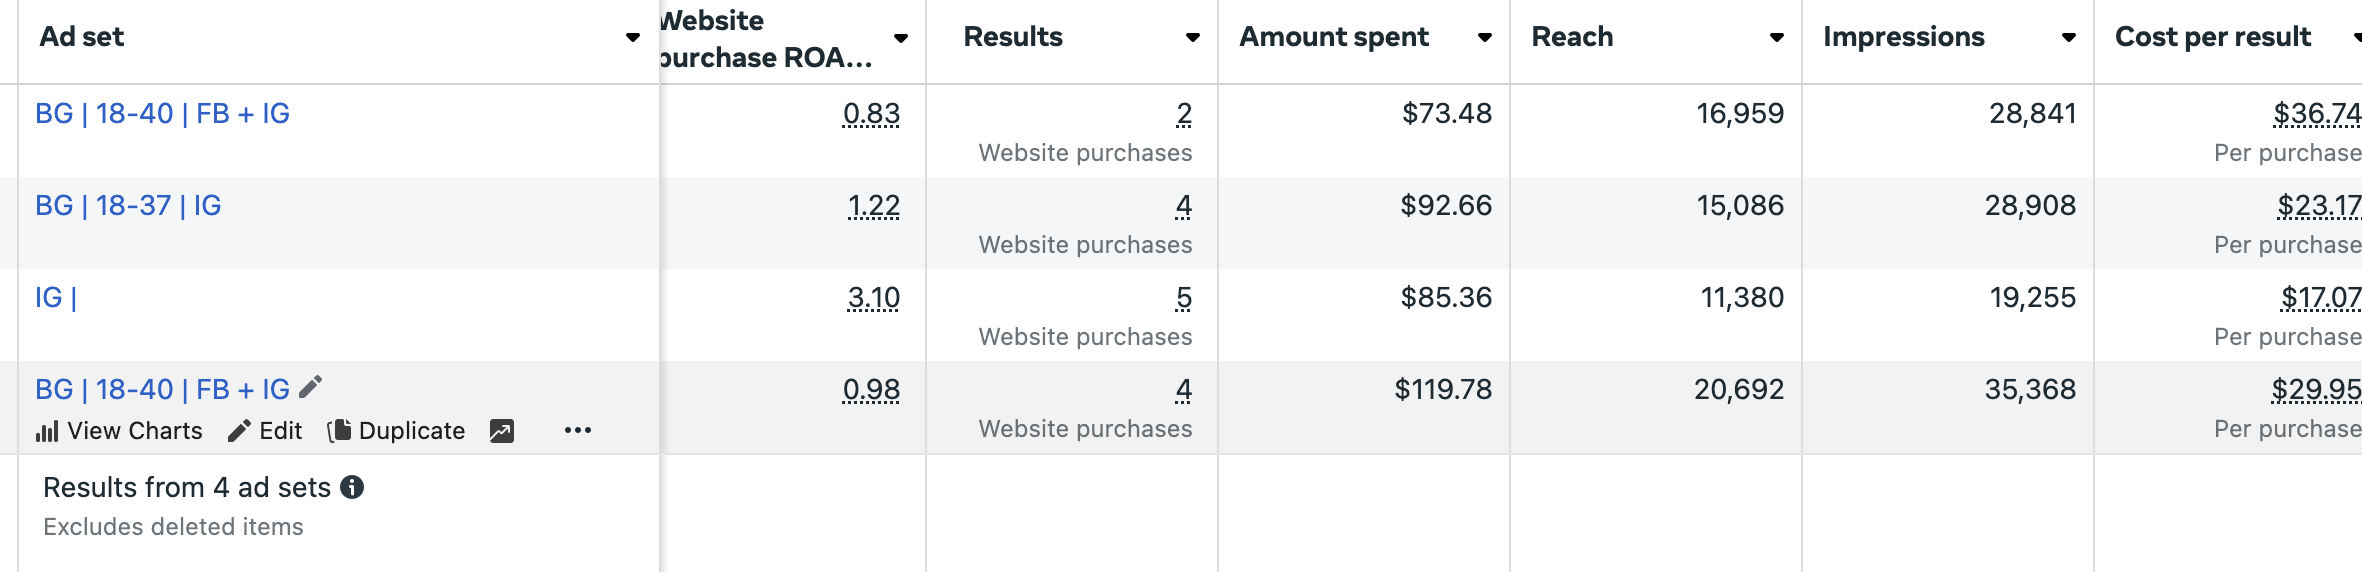 Ad set
Website
purchase ROA...
Results
Amount spent
Reach
Impressions
Cost per result
BG | 18-40 | FB + IG
0.83
2
$73.48
16,959
28,841
$36.74
Website purchases
Per purchase
BG | 18-37 | IG
1.22
4
$92.66
15,086
28,908
$23.17
Website purchases
Per purchase
IG |
3.10
5
$85.36
11,380
19,255
$17.07
Website purchases
Per purchase
BG | 18-40 | FB + IG
0.98
4
$119.78
20,692
35,368
$29.95
View Charts
Edit
Duplicate
Website purchases
Per purchase
Results from 4 ad sets
Excludes deleted items